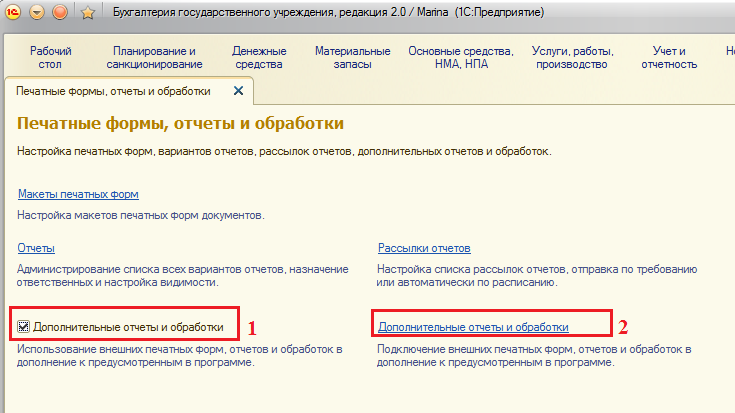 Бухгалтерия государственного учреждения, редакция 2.0 / Marina (1С:Предприятие)
Рабочий стол
Планирование и санкционирование
Денежные средства
Материальные запасы
Основные средства, НМА, НПА
Услуги, работы, производство
Учет и отчетность
Печатные формы, отчеты и обработки
Печатные формы, отчеты и обработки
Настройка печатных форм, вариантов отчетов, рассылок отчетов, дополнительных отчетов и обработок.
Макеты печатных форм
Настройка макетов печатных форм документов.
Отчеты
Администрирование списка всех вариантов отчетов, назначение
ответственных и настройка видимости.
Рассылки отчетов
Настройка списка рассылок отчетов, отправка по требованию
или автоматически по расписанию.
Дополнительные отчеты и обработки 1
Использование внешних печатных форм, отчетов и обработок в
дополнение к предусмотренным в программе.
Дополнительные отчеты и обработки 2
Подключение внешних печатных форм, отчетов и обработок в
дополнение к предусмотренным в программе.